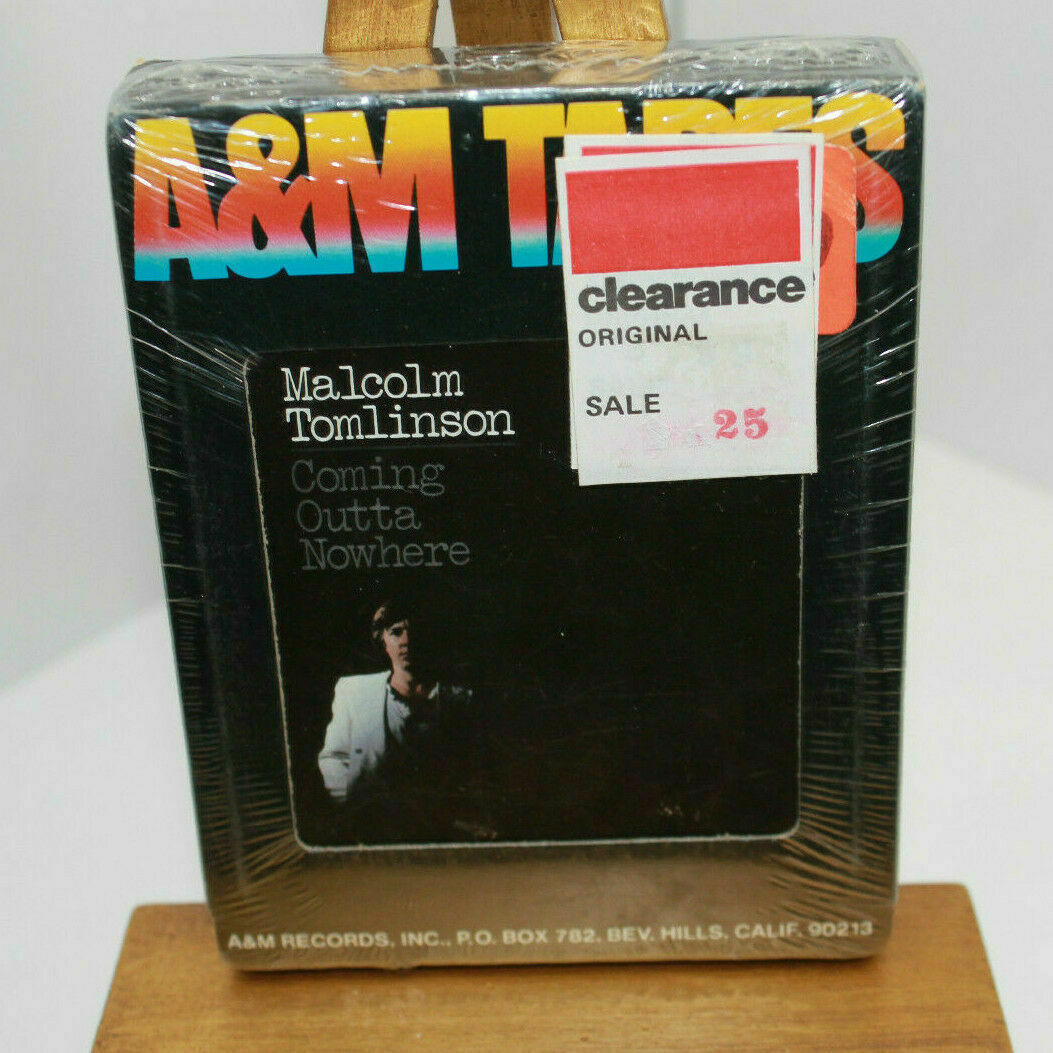 A&M TAPES
clearance
ORIGINAL
SALE
25
Malcolm
Tomlinson
Coming
Outta
Nowhere
A&M RECORDS, INC., P.O. BOX 782, BEV. HILLS, CALIF. 90213